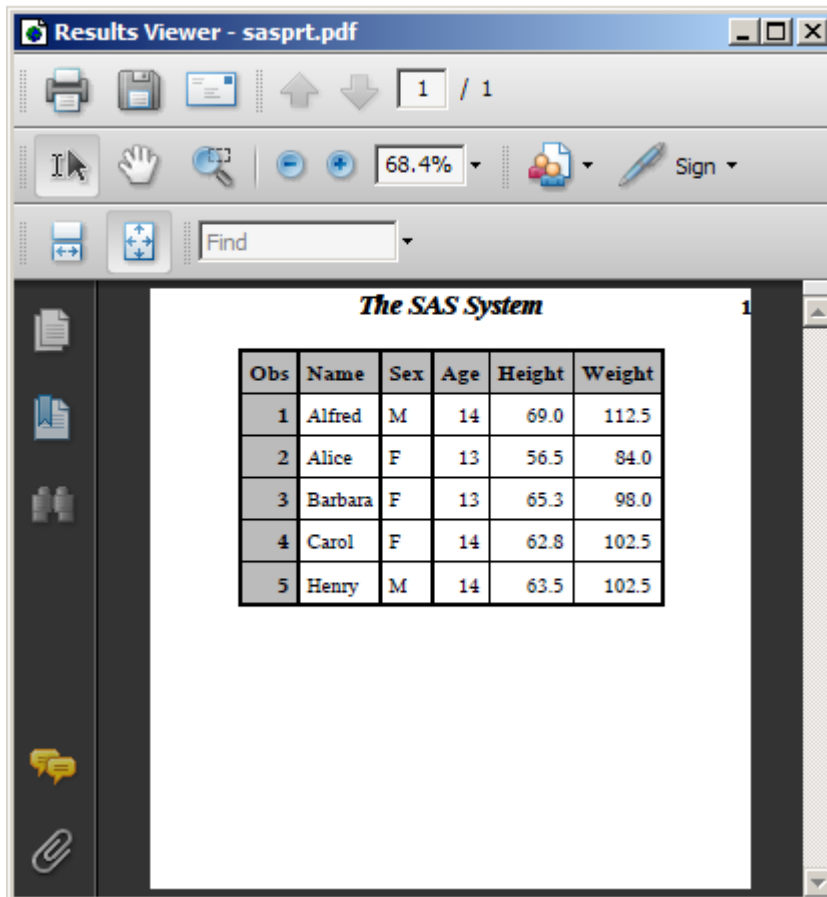 Results Viewer - sasprt.pdf
1 / 1
68.4% Sign
Find
The SAS System 1
Obs Name Sex Age Height Weight
1 Alfred M 14 69.0 112.5
2 Alice F 13 56.5 84.0
3 Barbara F 13 65.3 98.0
4 Carol F 14 62.8 102.5
5 Henry M 14 63.5 102.5